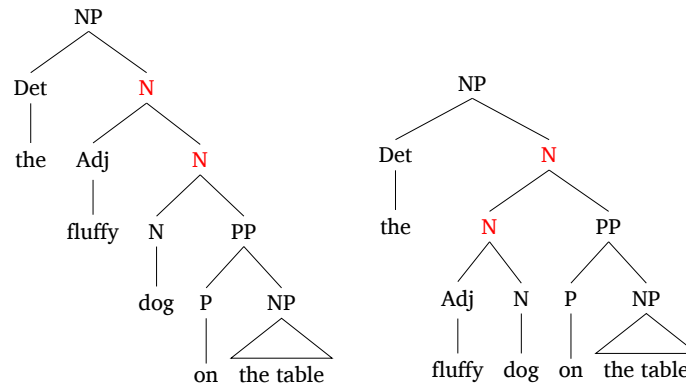 NP
Det N
the Adj N
fluffy N PP
dog P NP
on the table
NP
Det N
the N PP
Adj N P NP
fluffy dog on the table